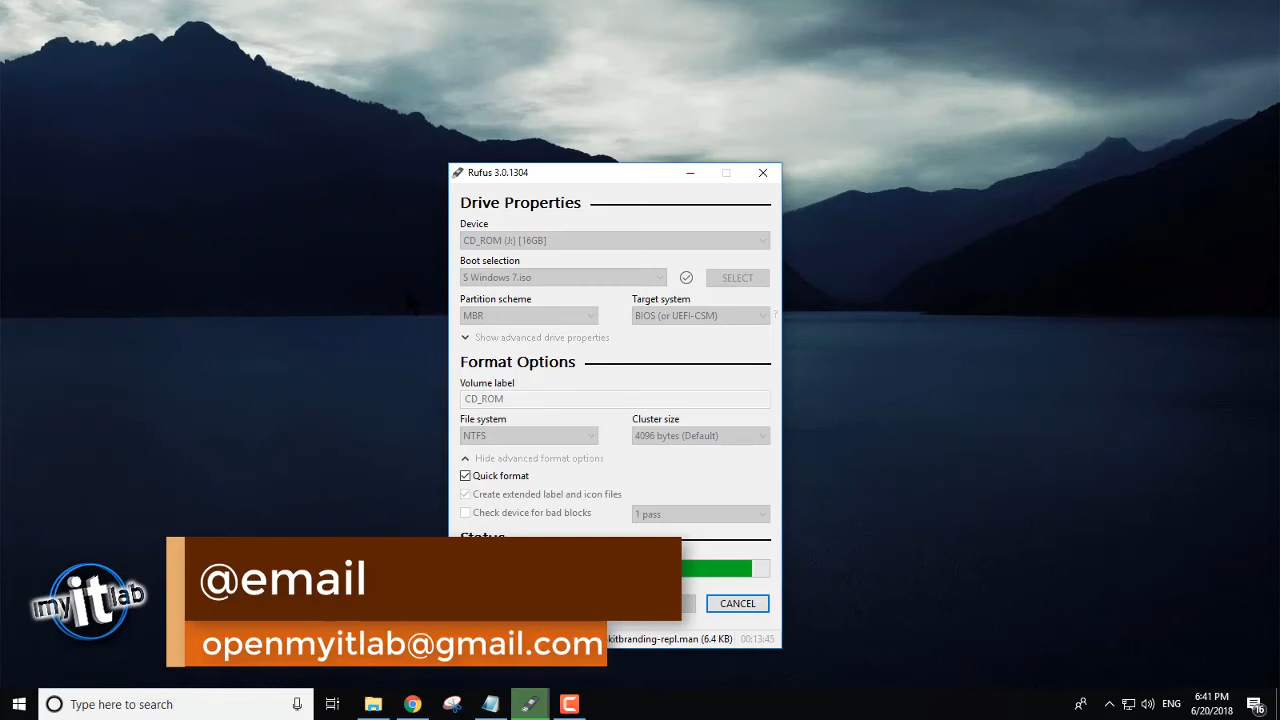 Rufus 3.0.1304
Drive Properties
Device
CD_ROM (J:) [16GB]
Boot selection
S Windows 7.iso
SELECT
Partition scheme
Target system
MBR
BIOS (or UEFI-CSM)
?
Show advanced drive properties
Format Options
Volume label
CD_ROM
File system
Cluster size
NTFS
4096 bytes (Default)
Hide advanced format options
Quick format
Create extended label and icon files
Check device for bad blocks
1 pass
Status
@email
CANCEL
my it lab
openmyitlab@gmail.com
kitbranding-repl.man (6.4 KB)
00:13:45
Type here to search
ENG
6:41 PM
6/20/2018
16